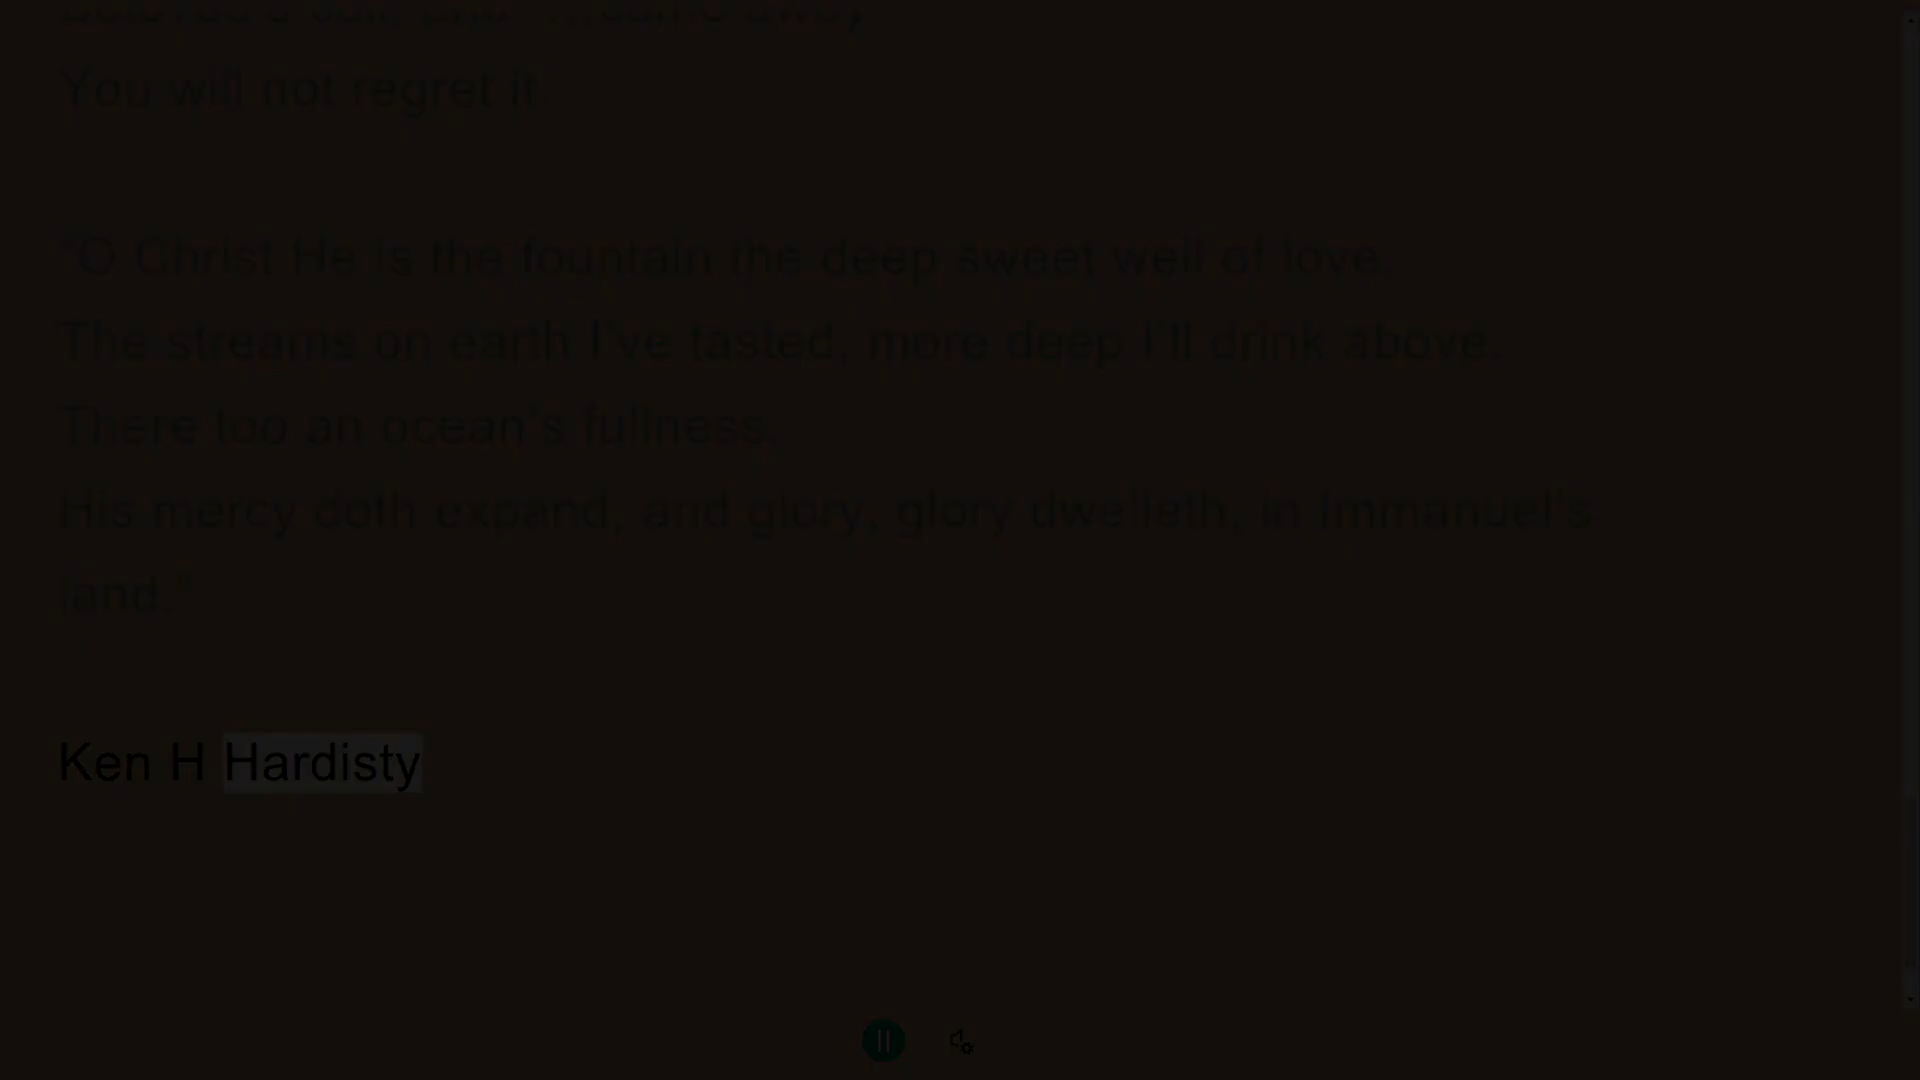 You will not regret it.
"O Christ He is the fountain the deep sweet well of love.
The streams on earth I've tasted, more deep I'll drink above.
There too an ocean's fullness.
His mercy doth expand, and glory, glory dwelleth, in Immanuel's
land."
Ken H Hardisty